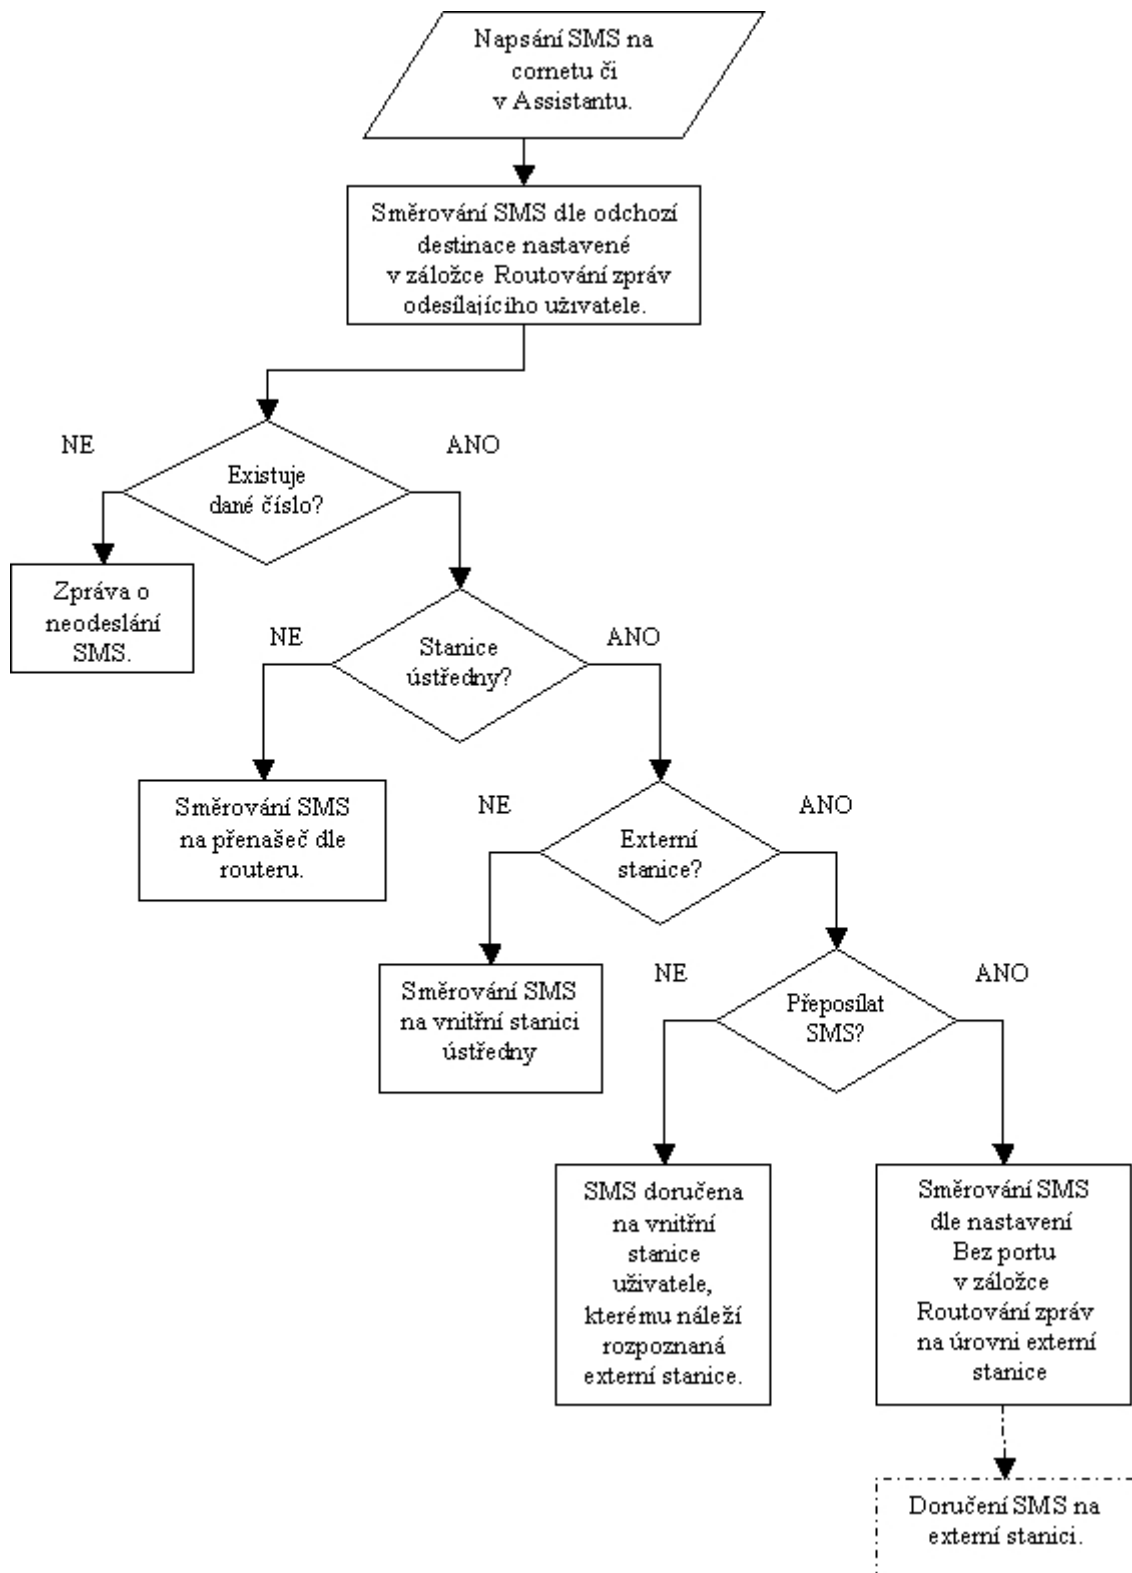 Napsání SMS na
cornetu či
v Assistantu.
Směrování SMS dle odchozí
destinace nastavené
v záložce Routování zpráv
odesílajícího uživatele.
NE
ANO
Existuje
dané číslo?
Zpráva o
neodeslání
SMS.
NE
ANO
Stanice
ústředny?
Směrování SMS
na přenašeč dle
routeru.
NE
ANO
Externí
stanice?
Směrování SMS
na vnitřní stanici
ústředny
NE
ANO
Přeposílat
SMS?
SMS doručena
na vnitřní
stanice
uživatele,
kterému náleží
rozpoznaná
externí stanice.
Směrování SMS
dle nastavení
Bez portu
v záložce
Routování zpráv
na úrovni externí
stanice
Doručení SMS na
externí stanici.